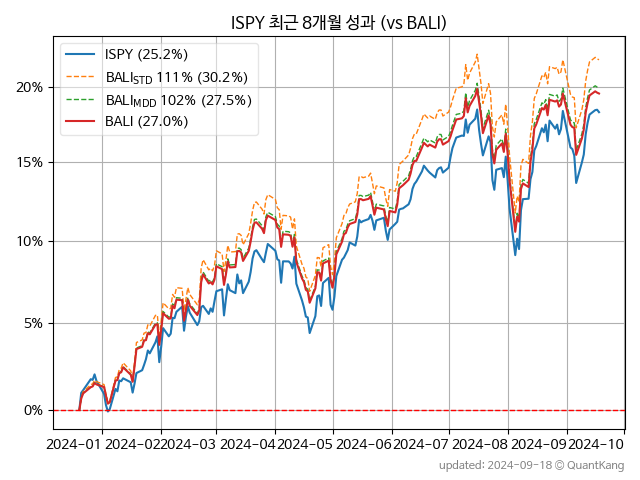 ISPY 최근 8개월 성과 (vs BALI)
ISPY (25.2%)
BALI_STD 111% (30.2%)
BALI_MDD 102% (27.5%)
BALI (27.0%)
20%
15%
10%
5%
0%
2024-01 2024-02 2024-03 2024-04 2024-05 2024-06 2024-07 2024-08 2024-09 2024-10
updated: 2024-09-18 © QuantKang